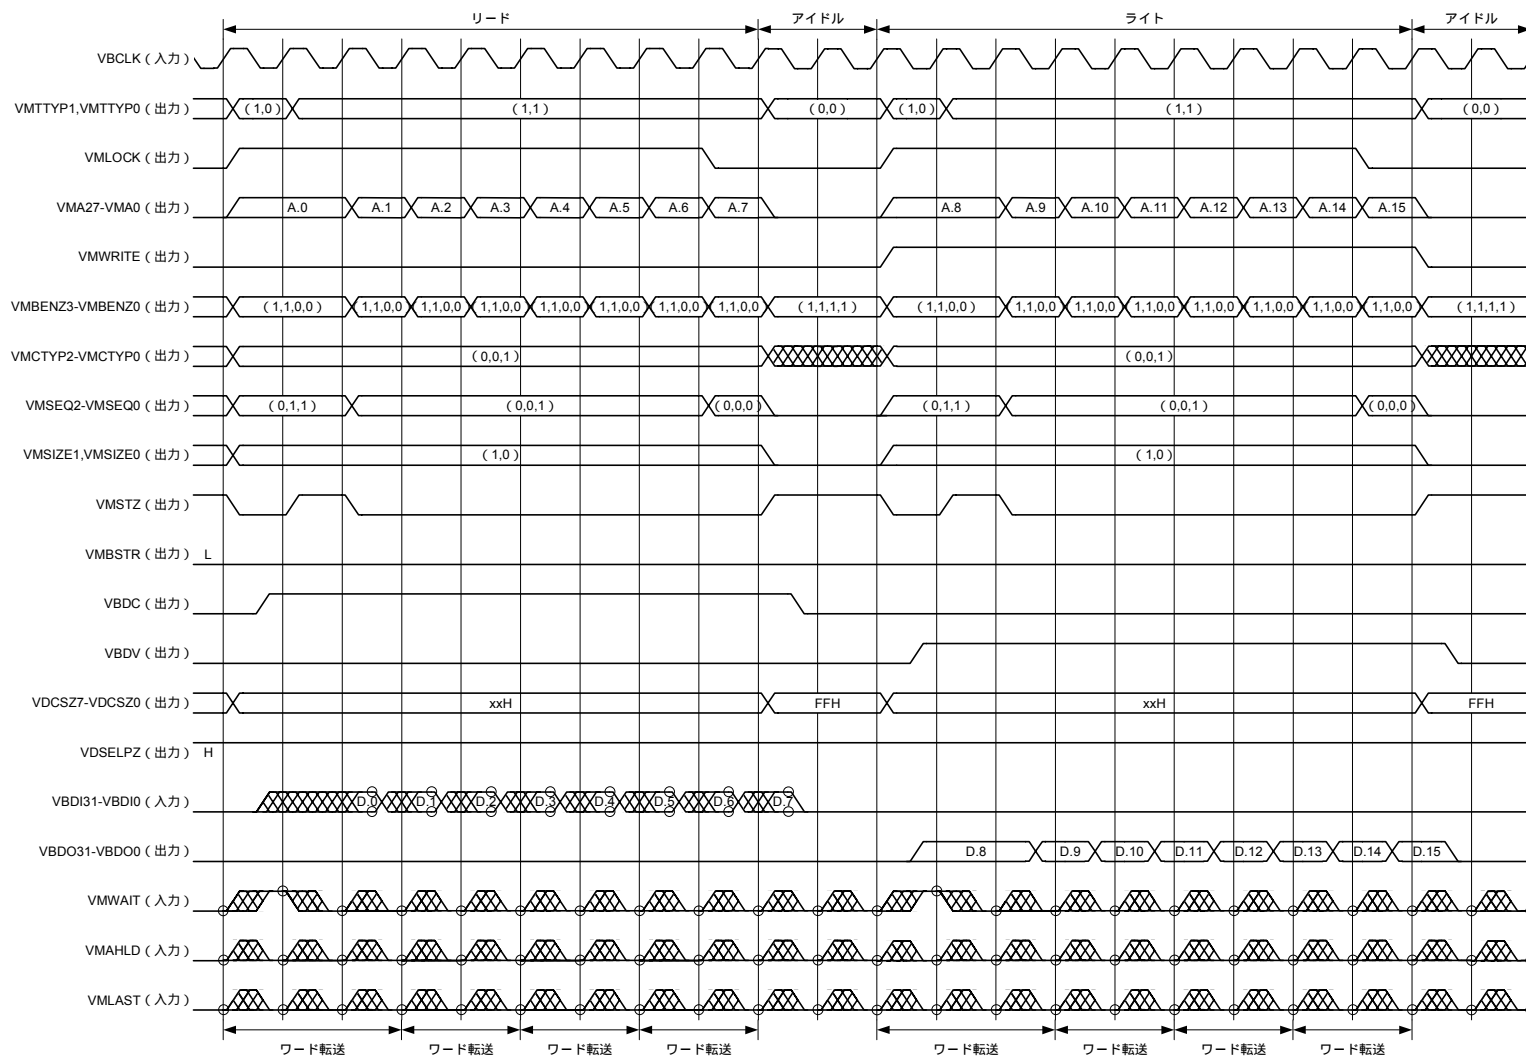 リード アイドル ライト アイドル
VBCLK（入力）
VMTTYP1,VMTTYP0（出力） (1,0) (1,1) (0,0) (1,0) (1,1) (0,0)
VMLOCK（出力）
VMA27-VMA0（出力） A.0 A.1 A.2 A.3 A.4 A.5 A.6 A.7 A.8 A.9 A.10 A.11 A.12 A.13 A.14 A.15
VMWRITE（出力）
VMBENZ3-VMBENZ0（出力） (1,1,0,0) 1,1,0,0 1,1,0,0 1,1,0,0 1,1,0,0 1,1,0,0 1,1,0,0 1,1,0,0 (1,1,1,1) (1,1,0,0) 1,1,0,0 1,1,0,0 1,1,0,0 1,1,0,0 1,1,0,0 1,1,0,0 1,1,0,0 (1,1,1,1)
VMCTYP2-VMCTYP0（出力） (0,0,1) (0,0,1)
VMSEQ2-VMSEQ0（出力） (0,1,1) (0,0,1) (0,0,0) (0,1,1) (0,0,1) (0,0,0)
VMSIZE1,VMSIZE0（出力） (1,0) (1,0)
VMSTZ（出力）
VMBSTR（出力） L
VBDC（出力）
VBDV（出力）
VDCSZ7-VDCSZ0（出力） xxH FFH xxH FFH
VDSELPZ（出力） H
VBDI31-VBDI0（入力） D.0 D.1 D.2 D.3 D.4 D.5 D.6 D.7
VBDO31-VBDO0（出力） D.8 D.9 D.10 D.11 D.12 D.13 D.14 D.15
VMWAIT（入力）
VMAHLD（入力）
VMLAST（入力）
ワード転送 ワード転送 ワード転送 ワード転送 ワード転送 ワード転送 ワード転送 ワード転送